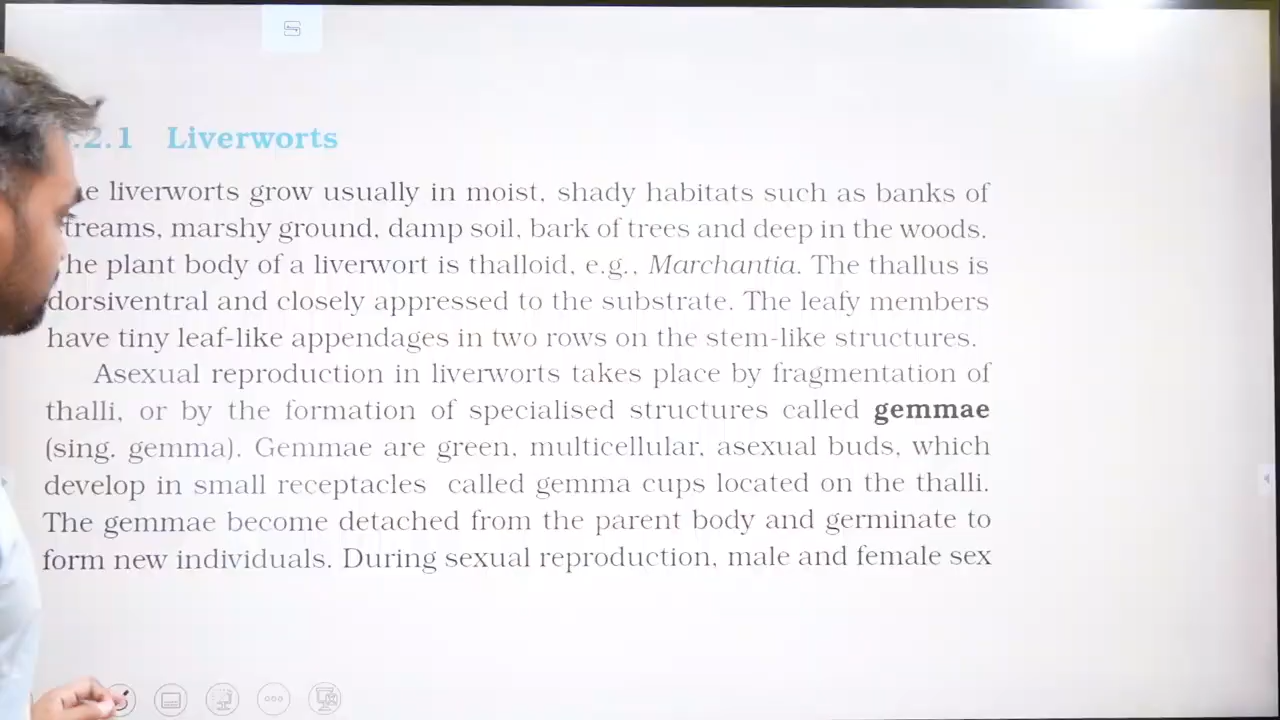 .2.1 Liverworts
liverworts grow usually in moist, shady habitats such as banks of
treams, marshy ground, damp soil, bark of trees and deep in the woods.
he plant body of a liverwort is thalloid, e.g., Marchantia. The thallus is
dorsiventral and closely appressed to the substrate. The leafy members
have tiny leaf-like appendages in two rows on the stem-like structures.
Asexual reproduction in liverworts takes place by fragmentation of
thalli, or by the formation of specialised structures called gemmae
(sing. gemma). Gemmae are green, multicellular, asexual buds, which
develop in small receptacles called gemma cups located on the thalli.
The gemmae become detached from the parent body and germinate to
form new individuals. During sexual reproduction, male and female sex